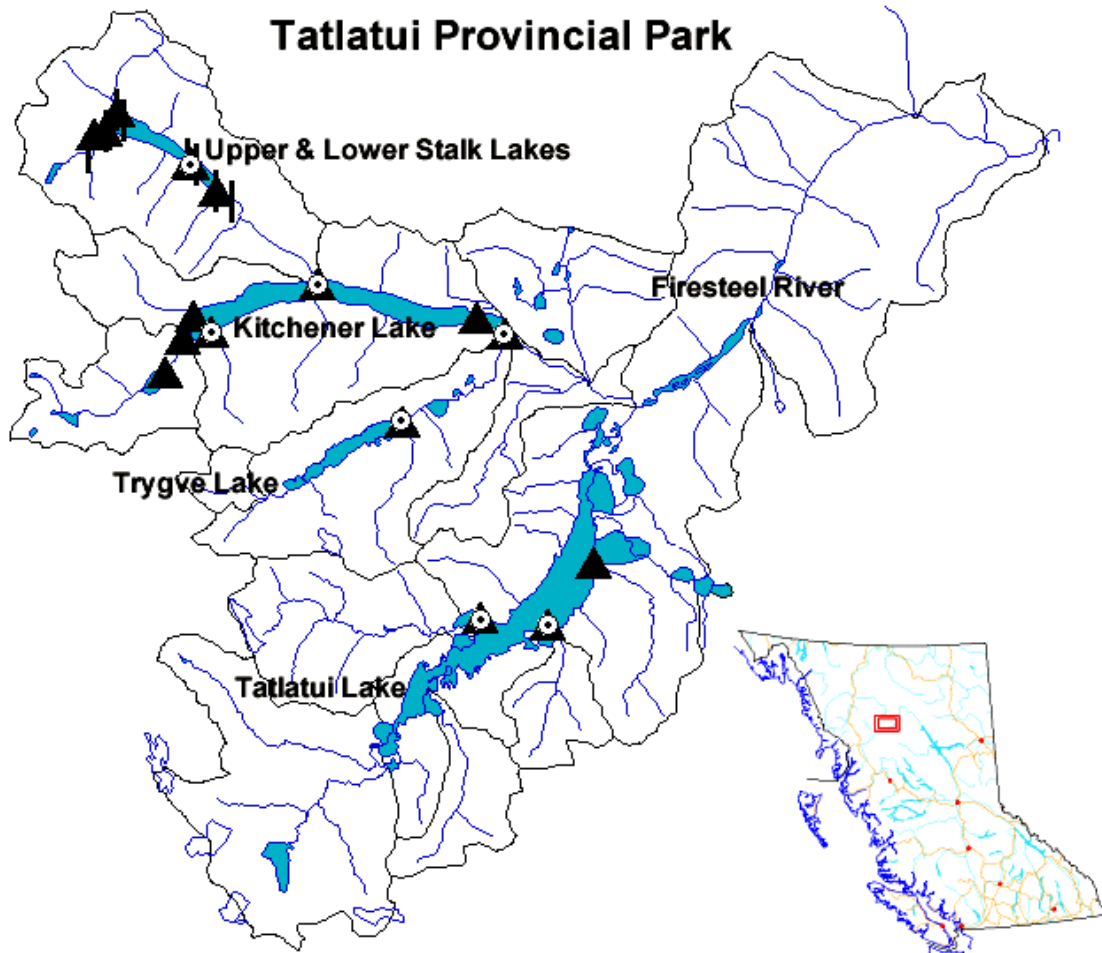 Tatlatui Provincial Park
Upper & Lower Stalk Lakes
Firesteel River
Kitchener Lake
Trygve Lake
Tatlatui Lake